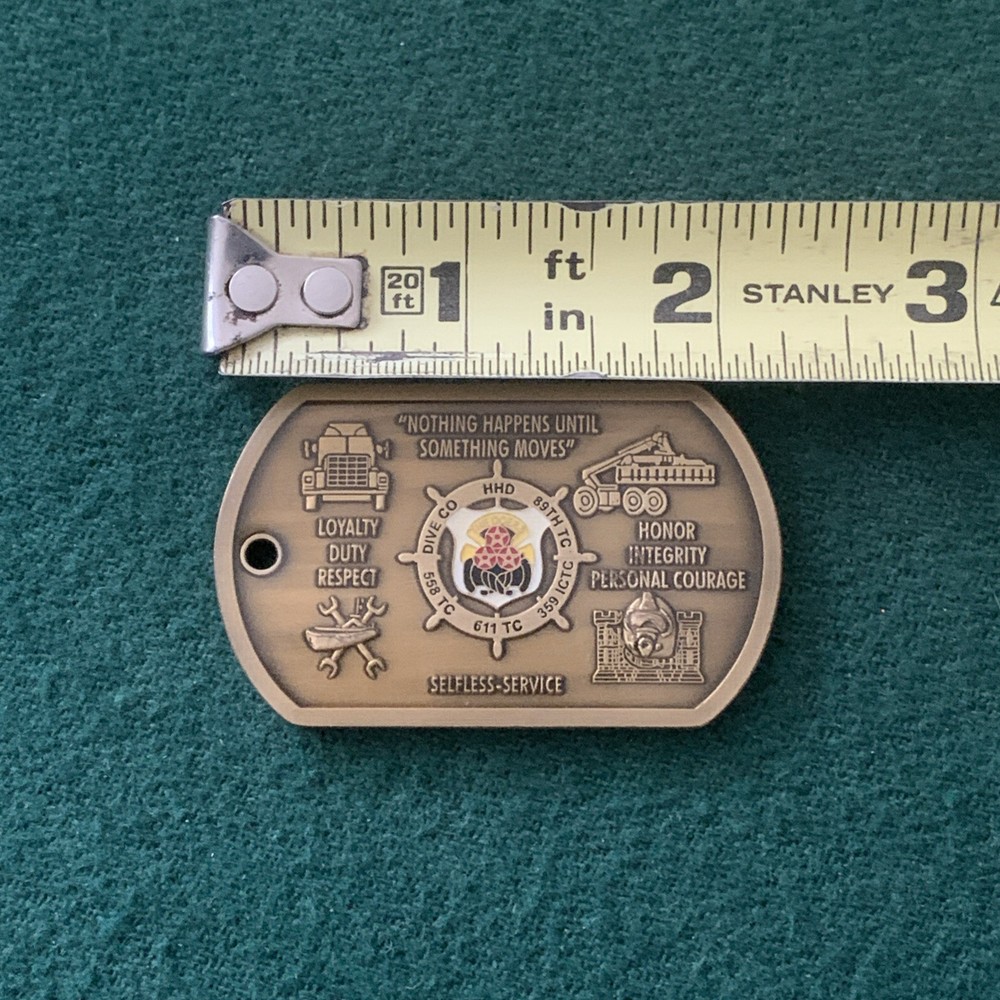 20
ft
1
ft
in
2
STANLEY
3
"NOTHING HAPPENS UNTIL
SOMETHING MOVES"
LOYALTY
DUTY
RESPECT
HHD
89TH TC
359 ICTC
611 TC
558 TC
DIVE CO
HONOR
INTEGRITY
PERSONAL COURAGE
SELFLESS-SERVICE